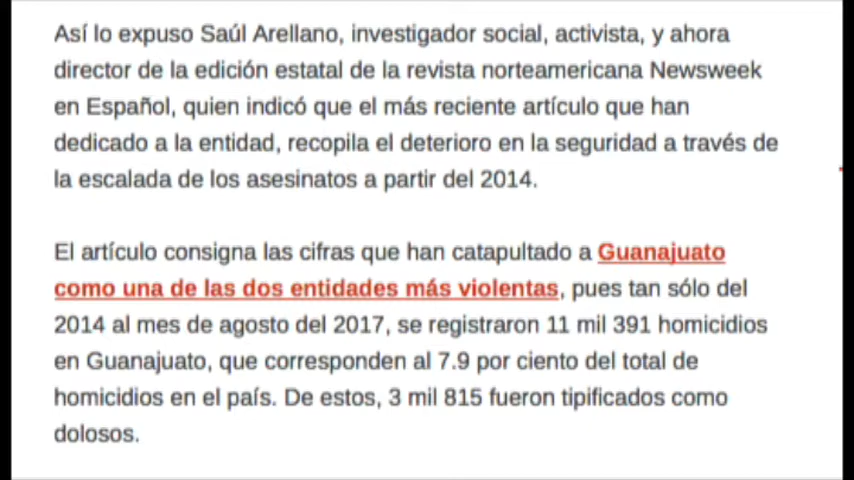 Así lo expuso Saúl Arellano, investigador social, activista, y ahora
director de la edición estatal de la revista norteamericana Newsweek
en Español, quien indicó que el más reciente artículo que han
dedicado a la entidad, recopila el deterioro en la seguridad a través de
la escalada de los asesinatos a partir del 2014.
El artículo consigna las cifras que han catapultado a Guanajuato
como una de las dos entidades más violentas, pues tan sólo del
2014 al mes de agosto del 2017, se registraron 11 mil 391 homicidios
en Guanajuato, que corresponden al 7.9 por ciento del total de
homicidios en el país. De estos, 3 mil 815 fueron tipificados como
dolosos.